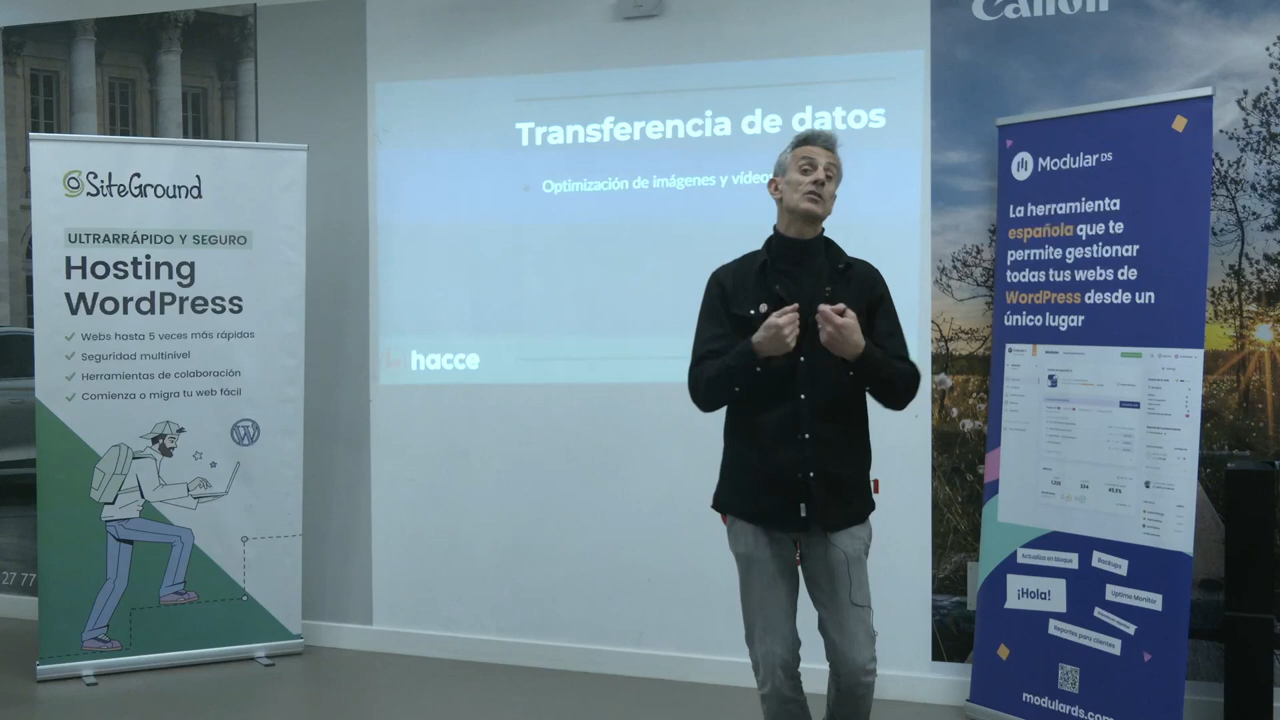 Canon
SiteGround
ULTRARRÁPIDO Y SEGURO
Hosting
WordPress
Webs hasta 5 veces más rápidas
Seguridad multinivel
Herramientas de colaboración
Comienza o migra tu web fácil
27 77
Transferencia de datos
Optimización de imágenes y vídeo
hacce
Modular DS
La herramienta
española que te
permite gestionar
todas tus webs de
WordPress desde un
único lugar
Actualiza en bloque
Backups
¡Hola!
Uptime Monitor
Reportes para clientes
modulards.com